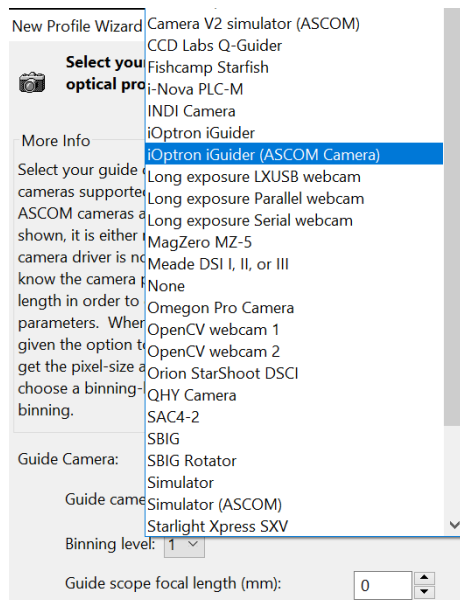 New Profile Wizard
Select your
optical pro
More Info
Select your guide
cameras supporte
ASCOM cameras a
shown, it is either
camera driver is no
know the camera
length in order to
parameters. Wher
given the option to
get the pixel-size a
choose a binning-
binning.
Guide Camera:
Guide came
Camera V2 simulator (ASCOM)
CCD Labs Q-Guider
Fishcamp Starfish
i-Nova PLC-M
INDI Camera
iOptron iGuider
iOptron iGuider (ASCOM Camera)
Long exposure LXUSB webcam
Long exposure Parallel webcam
Long exposure Serial webcam
MagZero MZ-5
Meade DSI I, II, or III
None
Omegon Pro Camera
OpenCV webcam 1
OpenCV webcam 2
Orion StarShoot DSCI
QHY Camera
SAC4-2
SBIG
SBIG Rotator
Simulator
Simulator (ASCOM)
Starlight Xpress SXV
Binning level: 1
Guide scope focal length (mm): 0